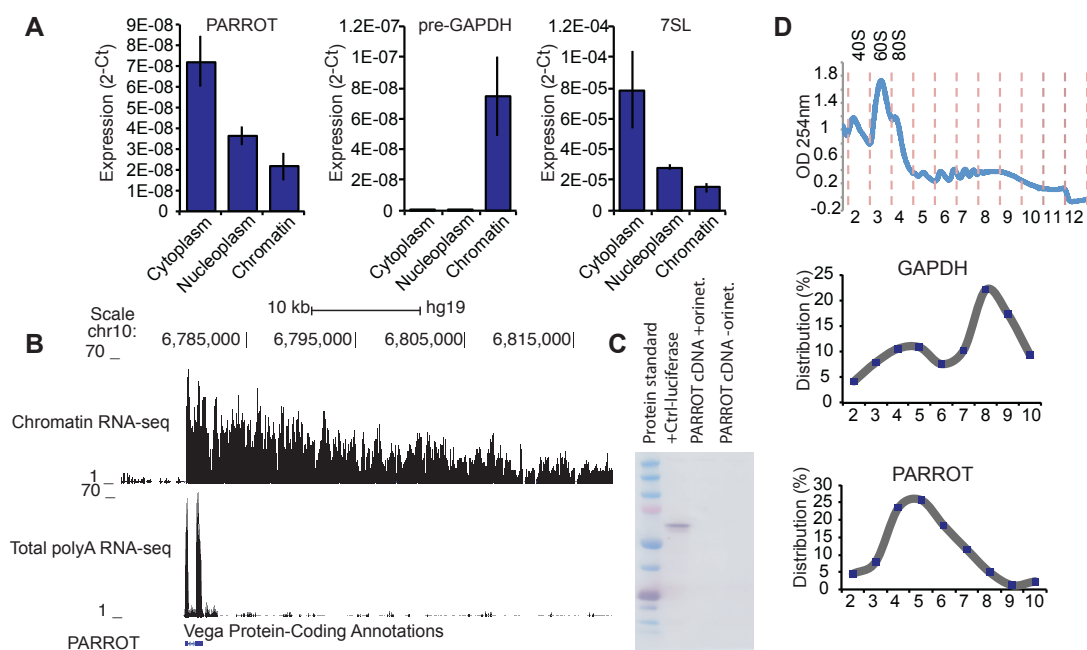 A
PARROT
Expression (2-Ct)
9E-08
8E-08
7E-08
6E-08
5E-08
4E-08
3E-08
2E-08
1E-08
0
Cytoplasm
Nucleoplasm
Chromatin
pre-GAPDH
Expression (2-Ct)
1E-07
1E-07
8E-08
6E-08
4E-08
2E-08
0
Cytoplasm
Nucleoplasm
Chromatin
7SL
Expression (2-Ct)
1E-04
1E-04
8E-05
6E-05
4E-05
2E-05
0
Cytoplasm
Nucleoplasm
Chromatin
B
Scale
10 kb
hg19
chr10:
6,785,000
6,795,000
6,805,000
6,815,000
70 _
Chromatin RNA-seq
1 _
70 _
Total polyA RNA-seq
1 _
Vega Protein-Coding Annotations
PARROT
C
Protein standard
+Ctrl-luciferase
PARROT cDNA +orinet.
PARROT cDNA -orinet.
D
40S
60S
80S
OD 254nm
1.8
1.4
1
0.6
0.2
-0.2
2 3 4 5 6 7 8 9 10 11 12
GAPDH
Distribution (%)
25
20
15
10
5
0
2 3 4 5 6 7 8 9 10
PARROT
Distribution (%)
30
25
20
15
10
5
0
2 3 4 5 6 7 8 9 10